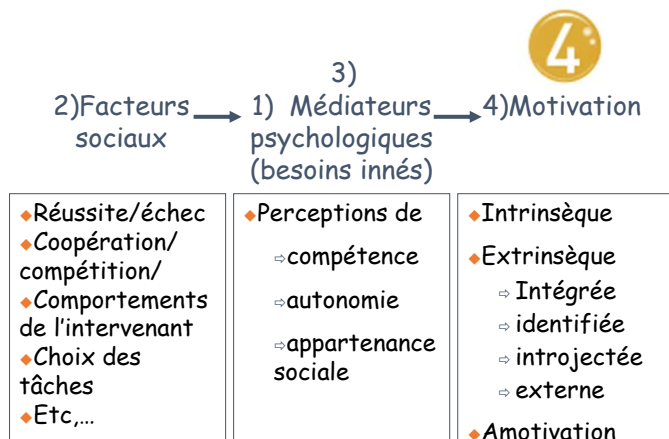 4
3)
2)Facteurs
sociaux
1) Médiateurs
psychologiques
(besoins innés)
4)Motivation
◆Réussite/échec
◆Coopération/
compétition/
◆Comportements
de l'intervenant
◆Choix des
tâches
◆Etc,…
◆Perceptions de
⇨compétence
⇨autonomie
⇨appartenance
sociale
◆Intrinsèque
◆Extrinsèque
⇨ Intégrée
⇨ identifiée
⇨ introjectée
⇨ externe
◆Amotivation